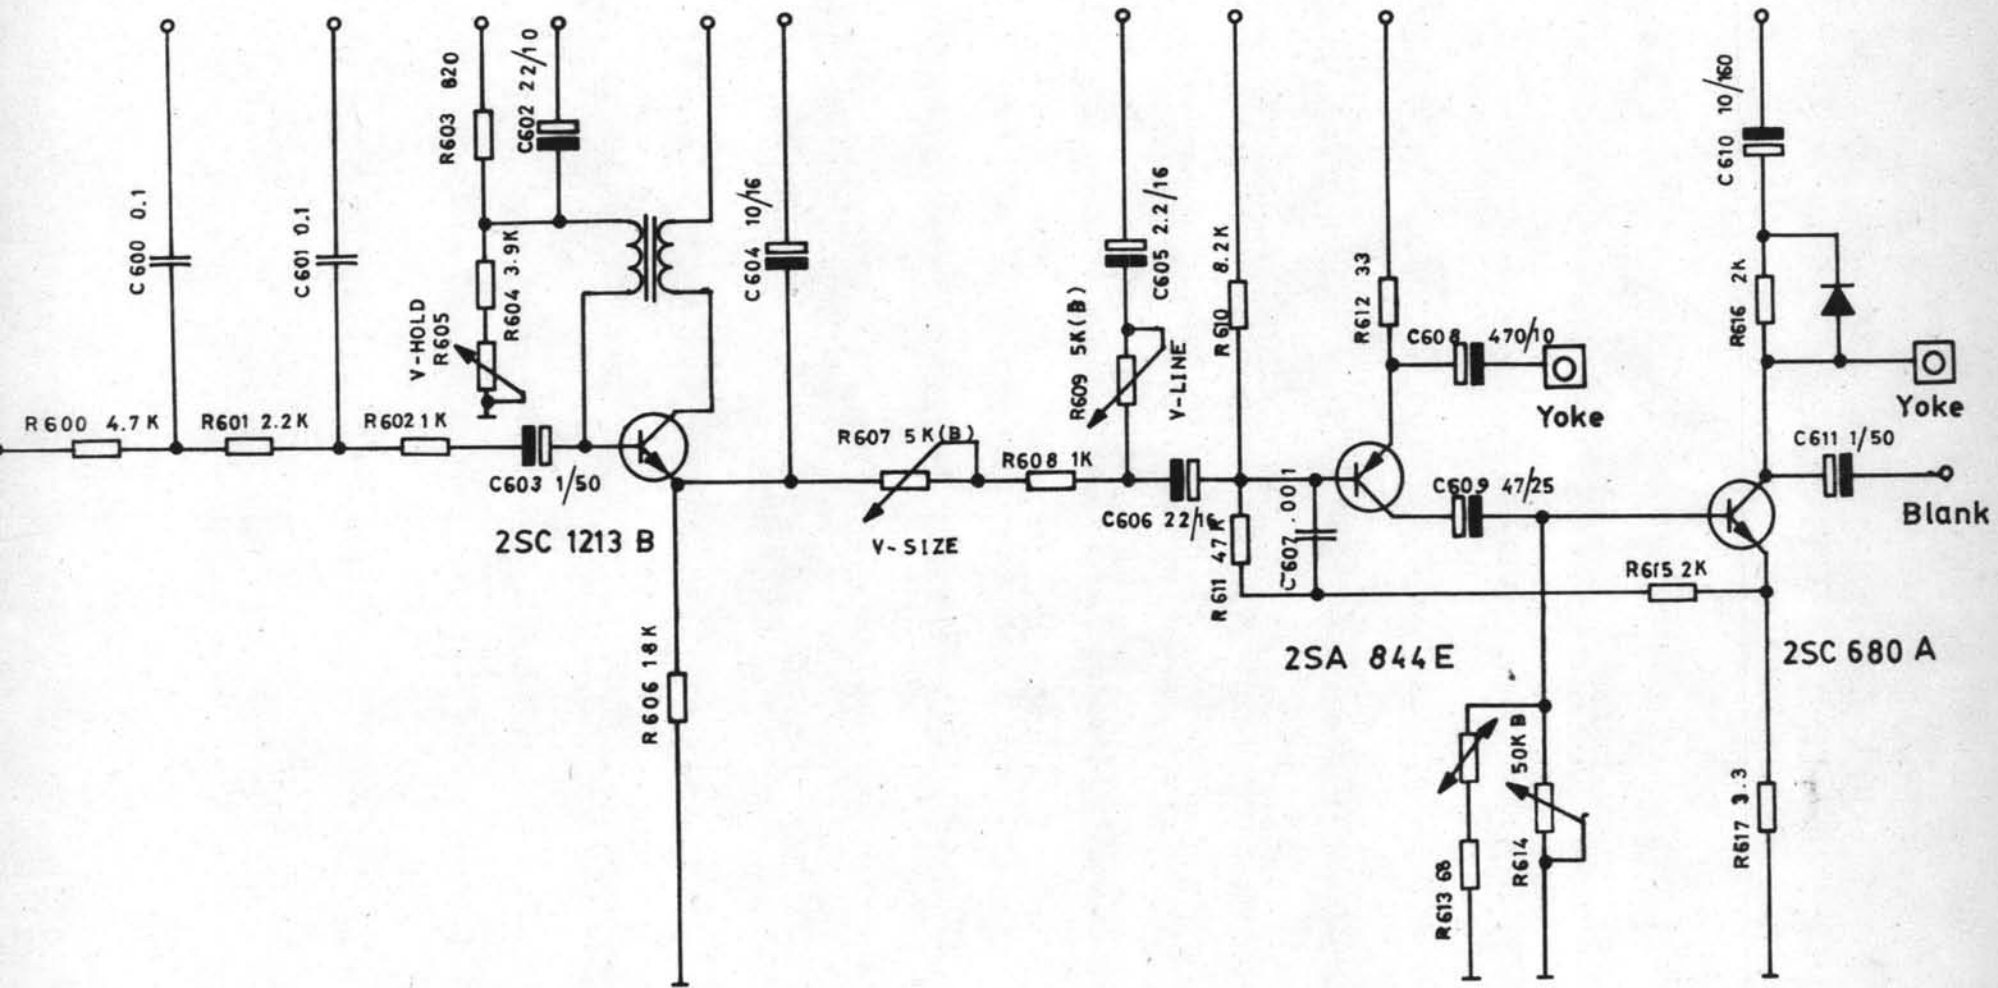 R600 4.7K
C600 0.1
R601 2.2K
C601 0.1
R602 1K
R603 820
C602 22/10
R604 3.9K
V-HOLD
R605
C603 1/50
2SC 1213 B
R606 18K
C604 10/16
R607 5K(B)
V-SIZE
R608 1K
R609 5K(B)
C605 2.2/16
V-LINE
C606 22/16
R610 8.2K
R611 47K
C607 .001
R612 33
C608 470/10
Yoke
C609 47/25
2SA 844E
R613 68
R614 50K B
R615 2K
C610 10/160
R616 2K
Yoke
C611 1/50
Blank
2SC 680 A
R617 3.3